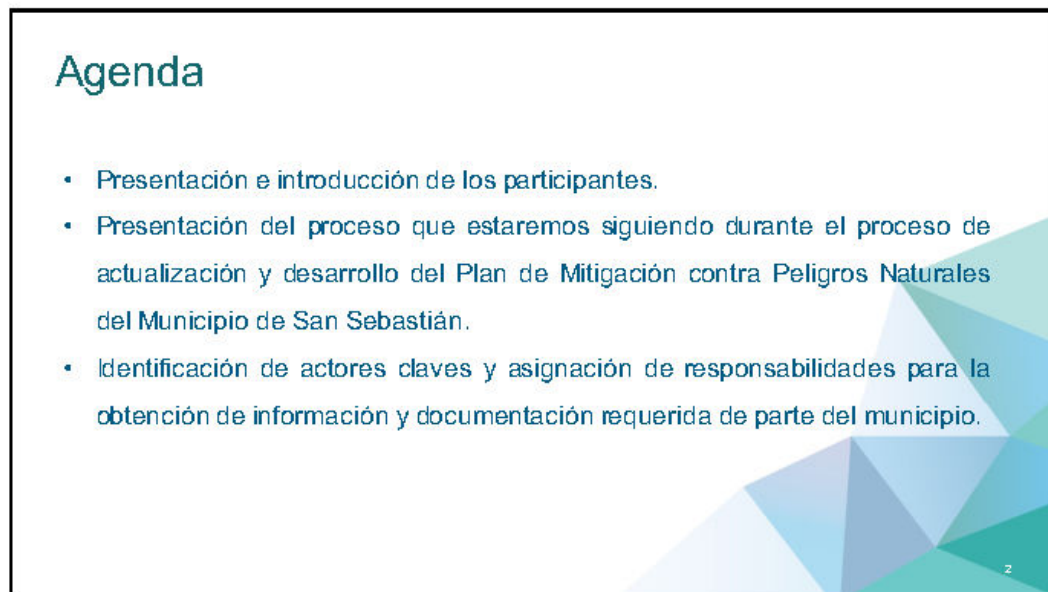 Agenda
• Presentación e introducción de los participantes.
• Presentación del proceso que estaremos siguiendo durante el proceso de
actualización y desarrollo del Plan de Mitigación contra Peligros Naturales
del Municipio de San Sebastián.
• Identificación de actores claves y asignación de responsabilidades para la
obtención de información y documentación requerida de parte del municipio.
2